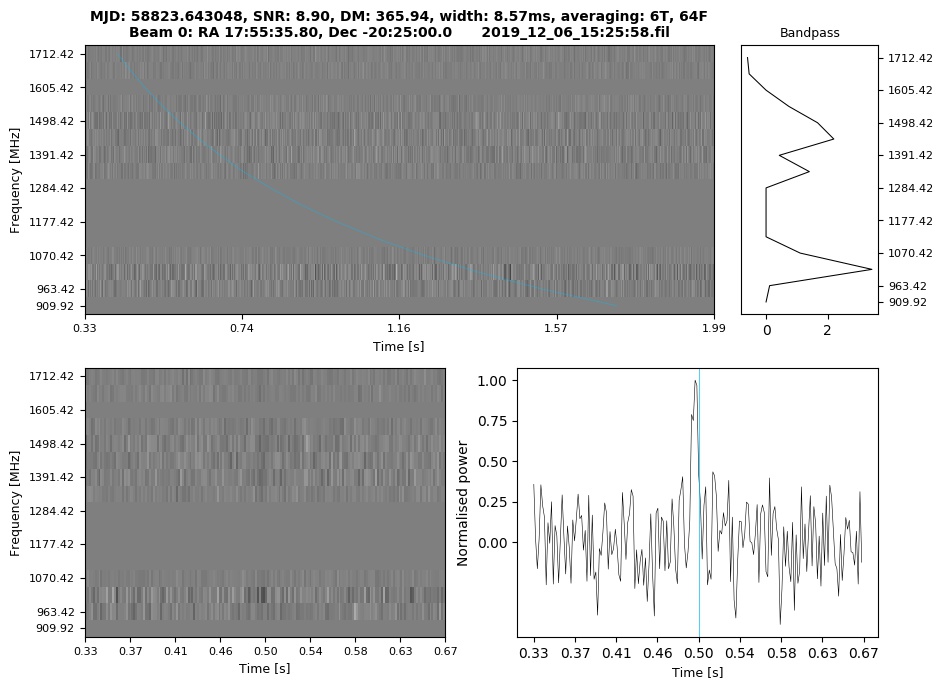 MJD: 58823.643048, SNR: 8.90, DM: 365.94, width: 8.57ms, averaging: 6T, 64F
Beam 0: RA 17:55:35.80, Dec -20:25:00.0 2019_12_06_15:25:58.fil
Bandpass
Frequency [MHz]
1712.42
1605.42
1498.42
1391.42
1284.42
1177.42
1070.42
963.42
909.92
0.33 0.74 1.16 1.57 1.99
Time [s]
1712.42
1605.42
1498.42
1391.42
1284.42
1177.42
1070.42
963.42
909.92
0 2
Frequency [MHz]
1712.42
1605.42
1498.42
1391.42
1284.42
1177.42
1070.42
963.42
909.92
0.33 0.37 0.41 0.46 0.50 0.54 0.58 0.63 0.67
Time [s]
Normalised power
1.00
0.75
0.50
0.25
0.00
0.33 0.37 0.41 0.46 0.50 0.54 0.58 0.63 0.67
Time [s]